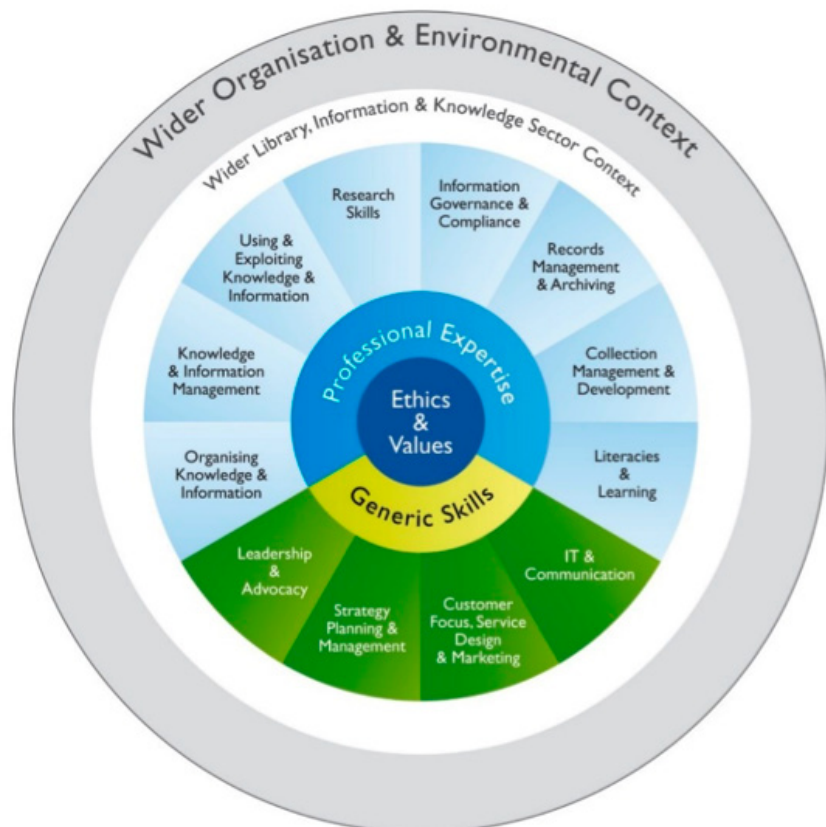 Wider Organisation & Environmental Context
Wider Library, Information & Knowledge Sector Context
Research
Skills
Information
Governance &
Compliance
Using &
Exploiting
Knowledge &
Information
Records
Management
& Archiving
Knowledge
& Information
Management
Collection
Management &
Development
Professional Expertise
Ethics
&
Values
Organising
Knowledge &
Information
Literacies
&
Learning
Generic Skills
Leadership
&
Advocacy
Strategy
Planning &
Management
Customer
Focus, Service
Design
& Marketing
IT &
Communication